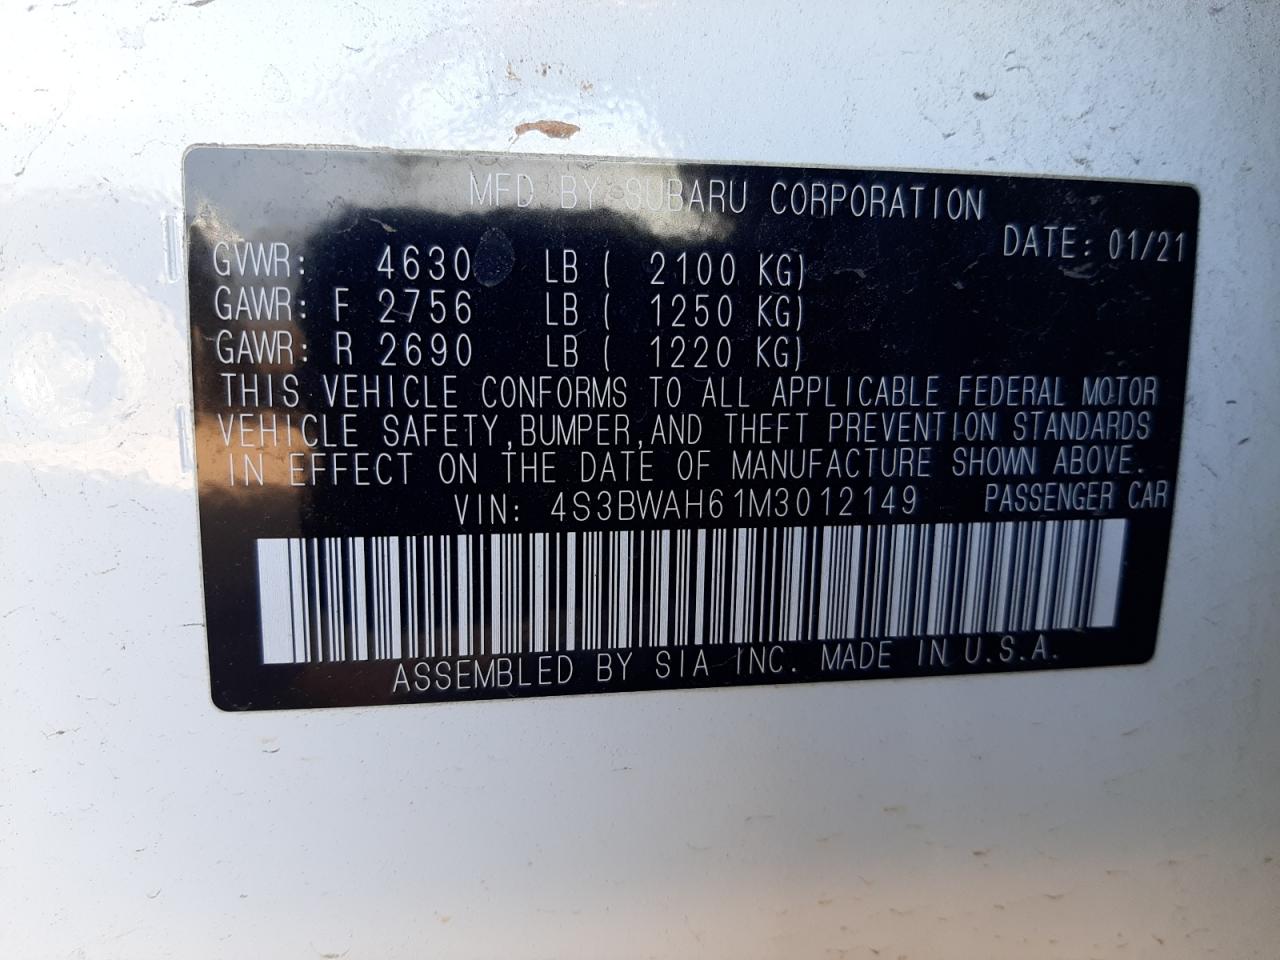 MFD BY SUBARU CORPORATION
DATE: 01/21
GVWR: 4630 LB ( 2100 KG)
GAWR: F 2756 LB ( 1250 KG)
GAWR: R 2690 LB ( 1220 KG)
THIS VEHICLE CONFORMS TO ALL APPLICABLE FEDERAL MOTOR
VEHICLE SAFETY, BUMPER, AND THEFT PREVENTION STANDARDS
IN EFFECT ON THE DATE OF MANUFACTURE SHOWN ABOVE.
VIN: 4S3BWAH61M3012149 PASSENGER CAR
ASSEMBLED BY SIA INC. MADE IN U.S.A.